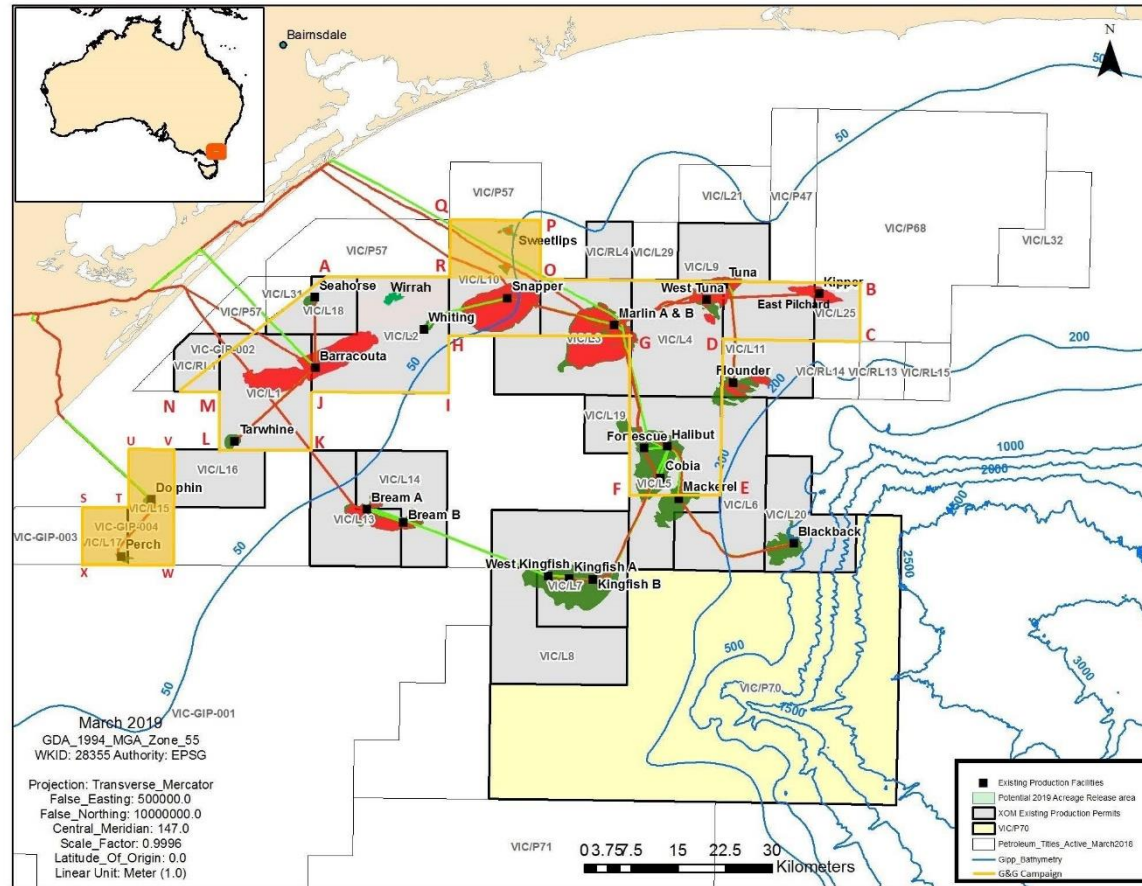 Bairnsdale
N
50
50
VIC/P57
VIC/L21
VIC/P47
VIC/P68
VIC/L32
Q
P
Sweetlips
VIC/RL4
VIC/L29
VIC/P57
A
R
O
VIC/L9
Tuna
Seahorse
Wirrah
VIC/L10
Snapper
West Tuna
Kipper
B
VIC/L31
VIC/L18
East Pilchard
VIC/P57
Whiting
Marlin A & B
VIC/L25
VIC/L2
H
VIC/L3
G
VIC/L4
D
C
VIC-GIP-002
VIC/RL1
Barracouta
50
VIC/L11
200
200
VIC/L1
Flounder
VIC/RL14
VIC/RL13
VIC/RL15
N
M
J
I
VIC/L19
Tarwhine
L
K
Fortescue
Halibut
200
1000
U
V
2000
VIC/L16
VIC/L14
Cobia
VIC/L5
Mackerel
S
T
Dolphin
F
E
VIC/L15
Bream A
VIC/L6
VIC/L20
VIC-GIP-004
VIC/L13
Bream B
Blackback
VIC-GIP-003
VIC/L17
Perch
50
2500
X
W
West Kingfish
Kingfish A
VIC/L7
Kingfish B
VIC/L8
500
3000
50
VIC/P70
1500
VIC-GIP-001
March 2019
GDA_1994_MGA_Zone_55
WKID: 28355 Authority: EPSG
Projection: Transverse_Mercator
False_Easting: 500000.0
False_Northing: 10000000.0
Central_Meridian: 147.0
Scale_Factor: 0.9996
Latitude_Of_Origin: 0.0
Linear Unit: Meter (1.0)
VIC/P71
0 3.75 7.5 15 22.5 30
Kilometers
Existing Production Facilities
Potential 2019 Acreage Release area
XOM Existing Production Permits
VIC/P70
Petroleum_Titles_Active_March2016
Gipp_Bathymetry
G&G Campaign